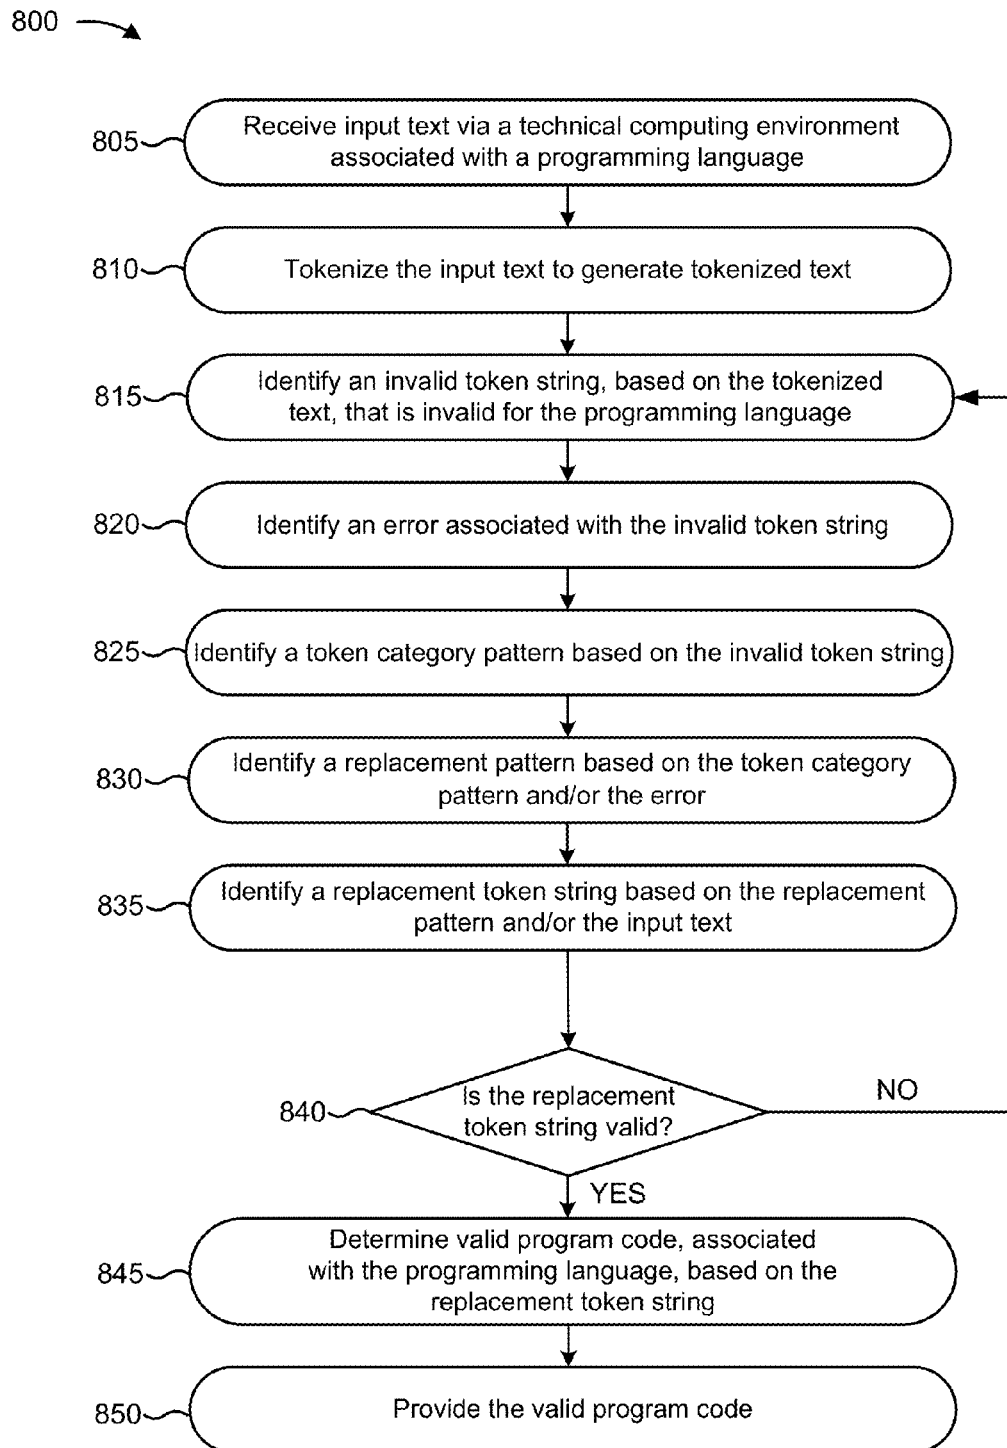 800
805
Receive input text via a technical computing environment
associated with a programming language
810
Tokenize the input text to generate tokenized text
815
Identify an invalid token string, based on the tokenized
text, that is invalid for the programming language
820
Identify an error associated with the invalid token string
825
Identify a token category pattern based on the invalid token string
830
Identify a replacement pattern based on the token category
pattern and/or the error
835
Identify a replacement token string based on the replacement
pattern and/or the input text
840
Is the replacement
token string valid?
NO
YES
845
Determine valid program code, associated
with the programming language, based on the
replacement token string
850
Provide the valid program code